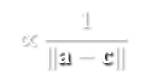 ∝ 1 / ||a − c||